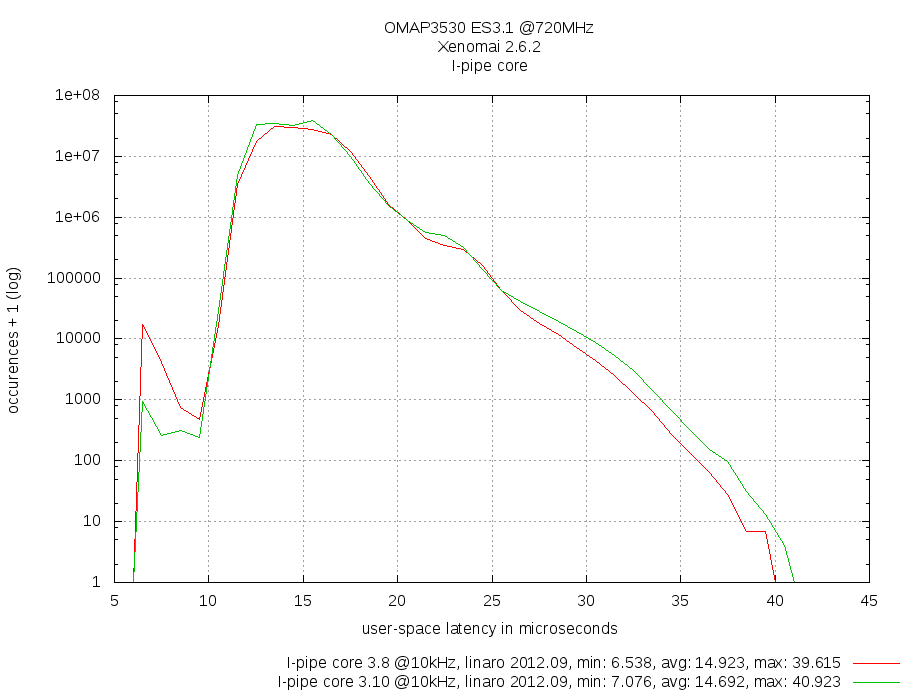 OMAP3530 ES3.1 @720MHz
Xenomai 2.6.2
I-pipe core
1e+08
1e+07
1e+06
100000
10000
1000
100
10
1
occurences + 1 (log)
5 10 15 20 25 30 35 40 45
user-space latency in microseconds
I-pipe core 3.8 @10kHz, linaro 2012.09, min: 6.538, avg: 14.923, max: 39.615
I-pipe core 3.10 @10kHz, linaro 2012.09, min: 7.076, avg: 14.692, max: 40.923